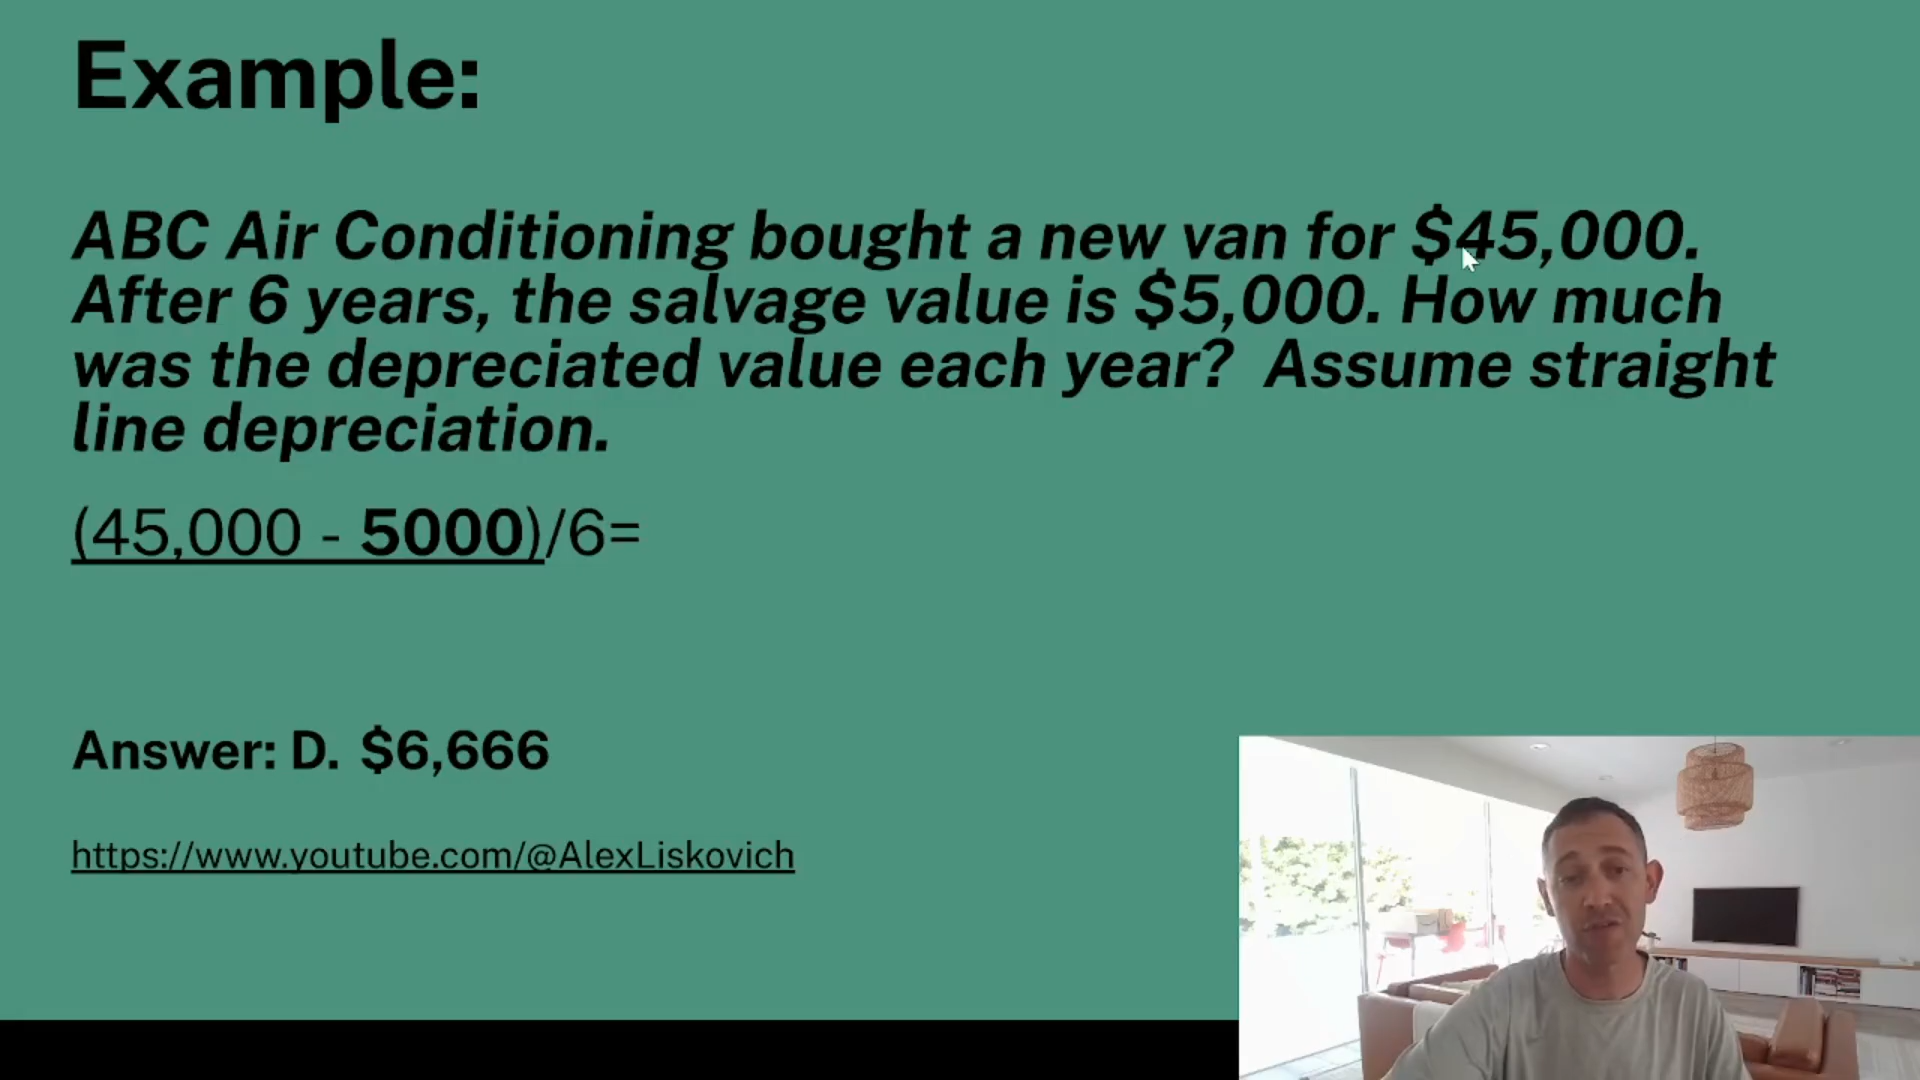 Example:
ABC Air Conditioning bought a new van for $45,000.
After 6 years, the salvage value is $5,000. How much
was the depreciated value each year? Assume straight
line depreciation.
(45,000 - 5000)/6=
Answer: D. $6,666
https://www.youtube.com/@AlexLiskovich